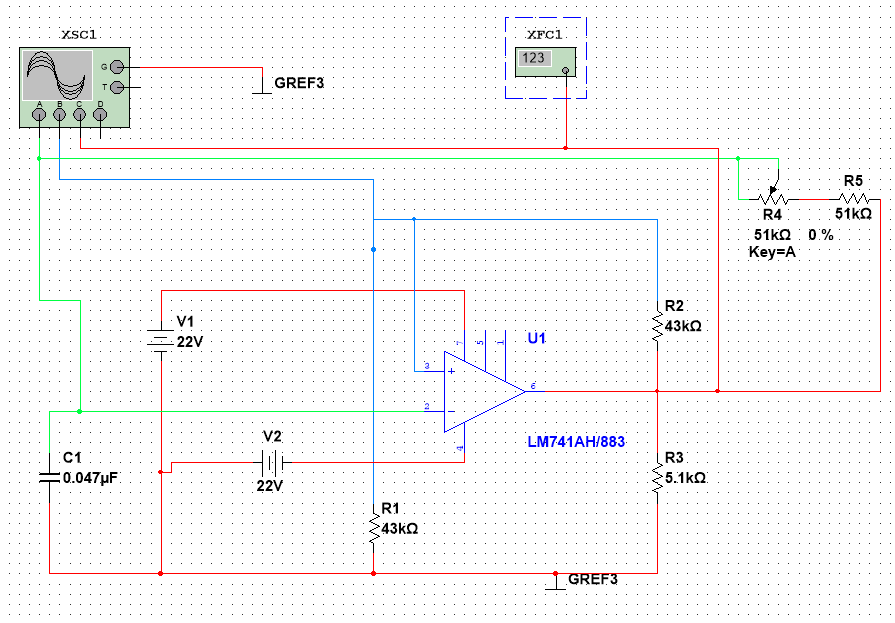 XSC1
XFC1
G
T
A B C D
123
GREF3
R5
51kΩ
R4
51kΩ 0 %
Key=A
V1
22V
R2
43kΩ
U1
7 5 1
3
2
6
4
LM741AH/883
V2
22V
C1
0.047µF
R3
5.1kΩ
R1
43kΩ
GREF3